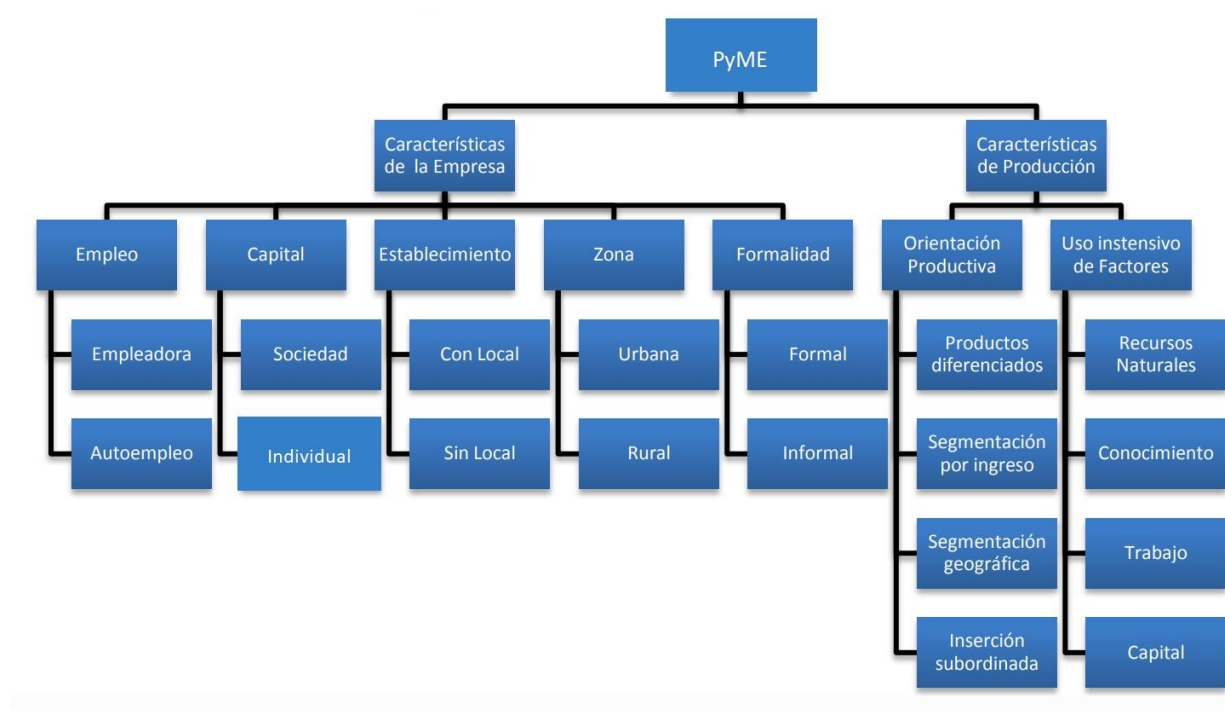 PyME
Características
de la Empresa
Características
de Producción
Empleo
Capital
Establecimiento
Zona
Formalidad
Orientación
Productiva
Uso instensivo
de Factores
Empleadora
Sociedad
Con Local
Urbana
Formal
Productos
diferenciados
Recursos
Naturales
Autoempleo
Individual
Sin Local
Rural
Informal
Segmentación
por ingreso
Conocimiento
Segmentación
geográfica
Trabajo
Inserción
subordinada
Capital